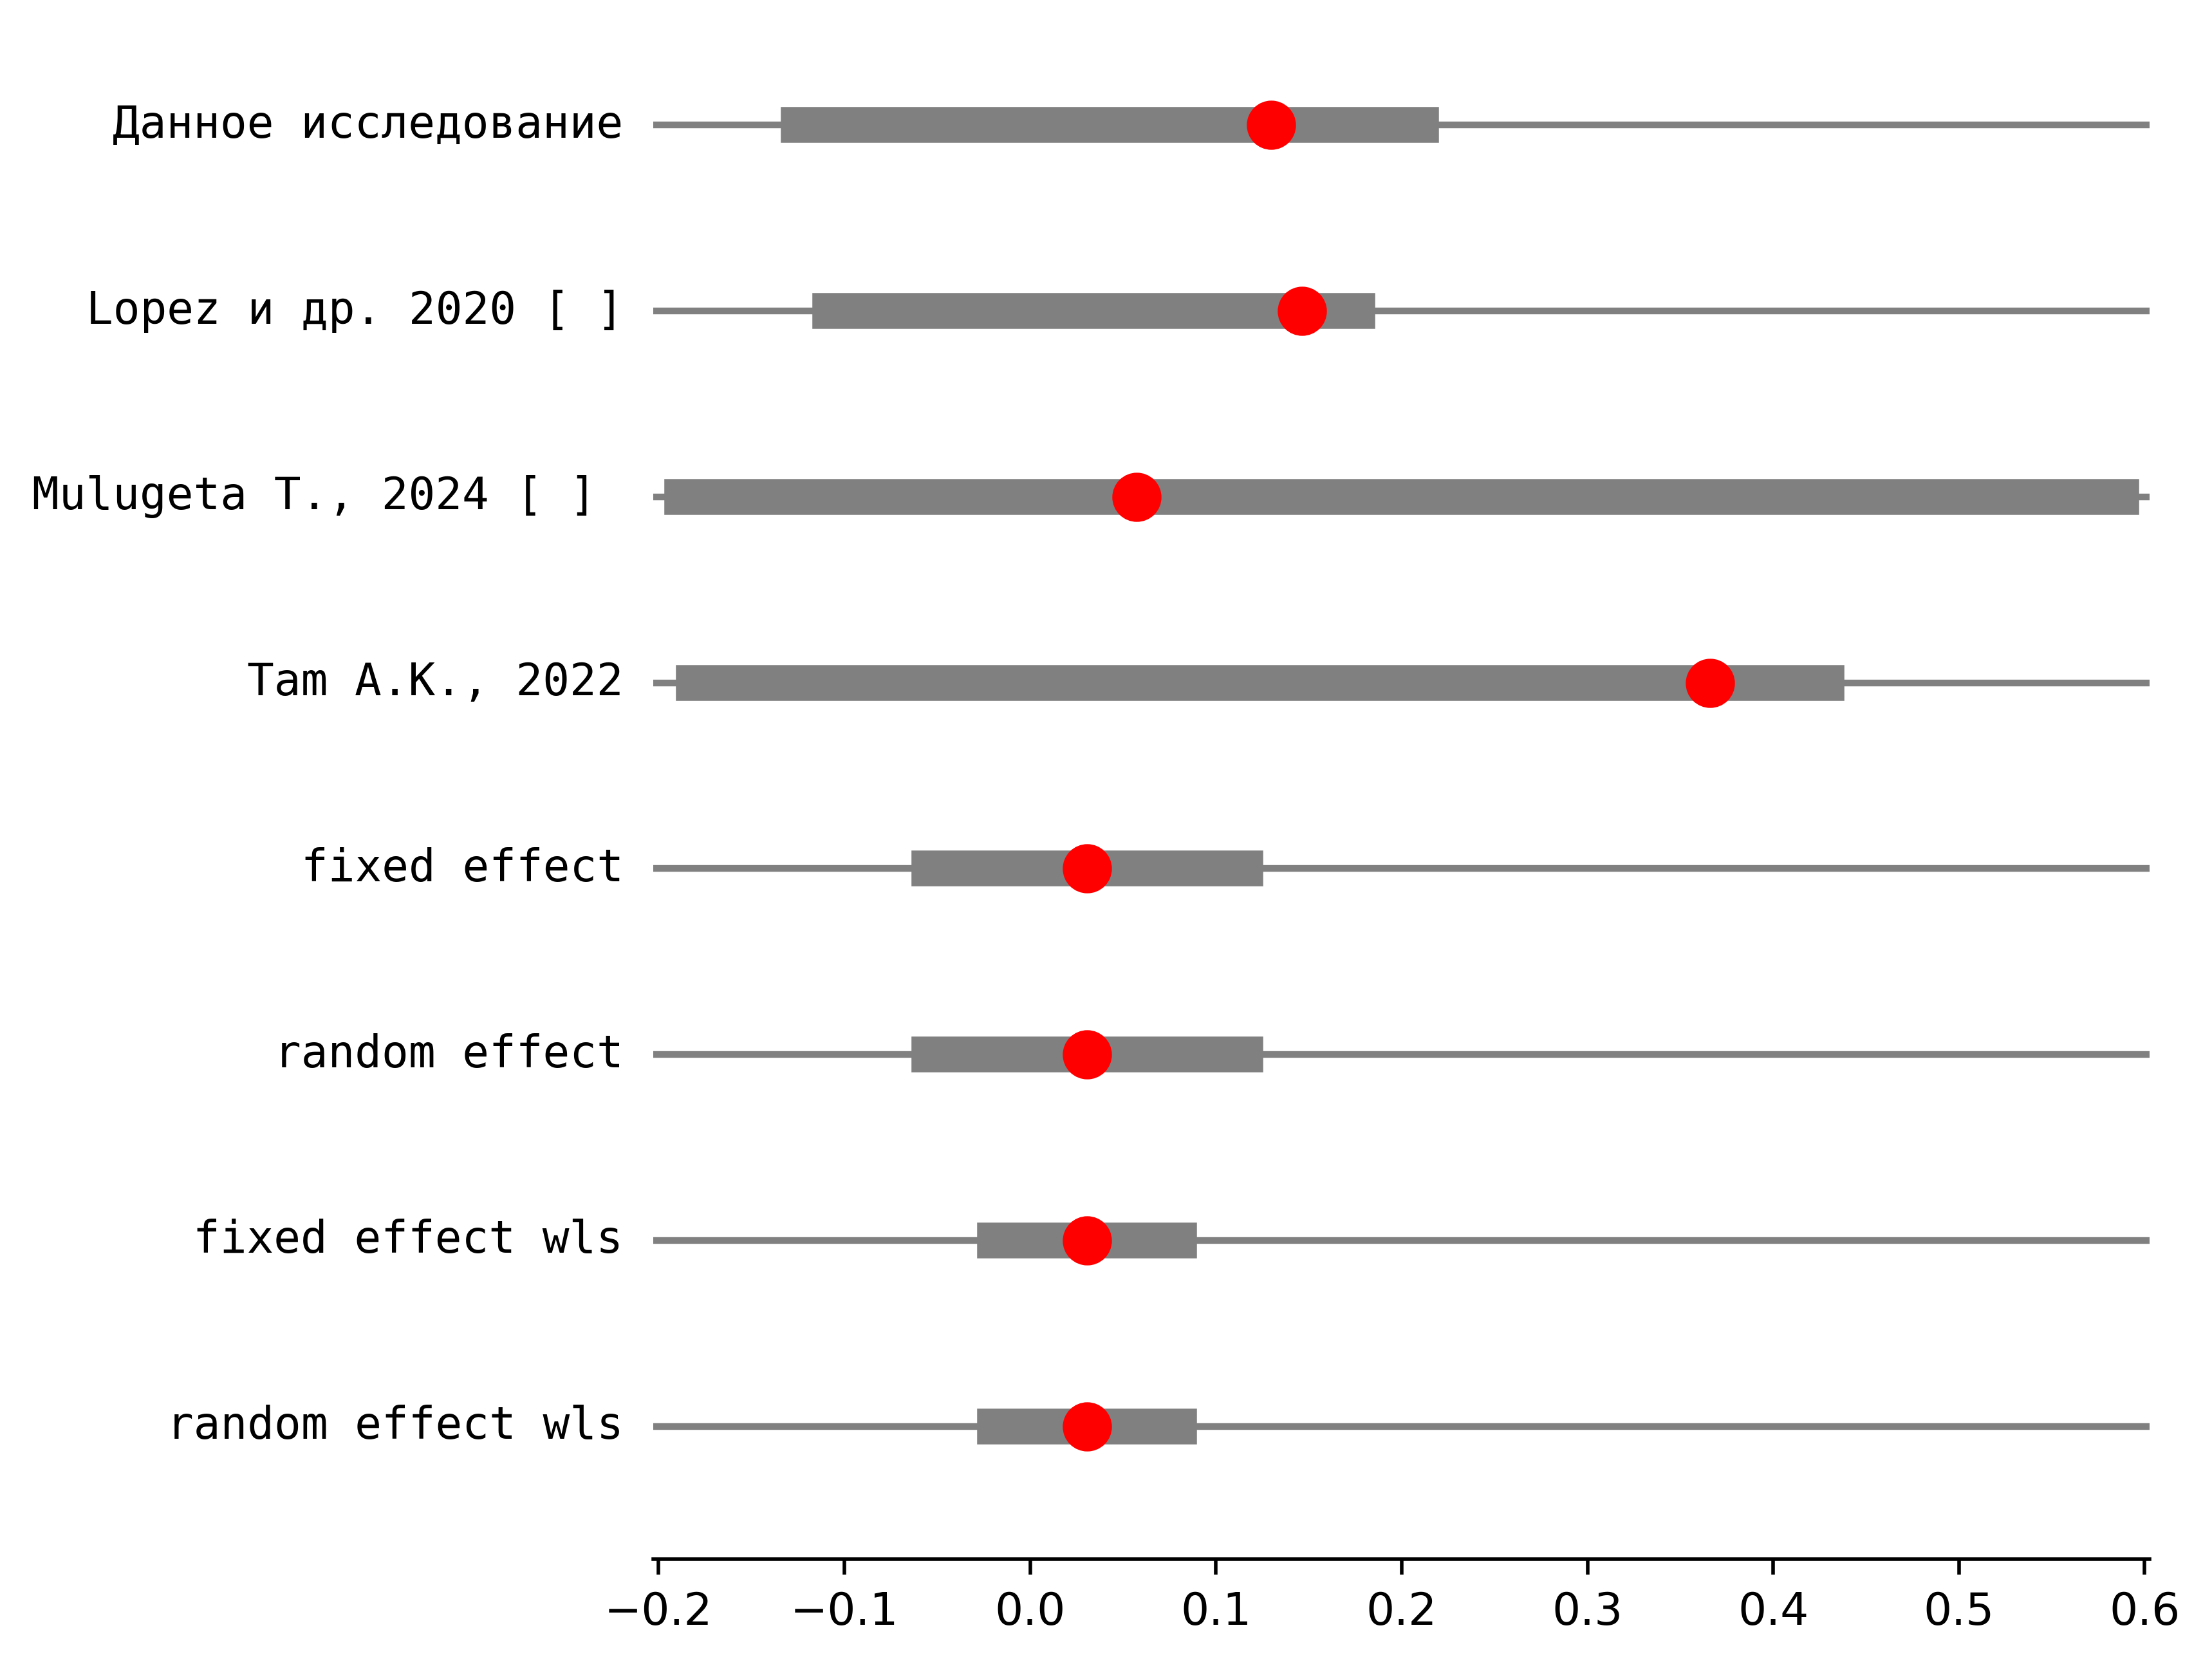 Данное исследование
Lopez и др. 2020 [ ]
Mulugeta T., 2024 [ ]
Tam A.K., 2022
fixed effect
random effect
fixed effect wls
random effect wls
−0.2 −0.1 0.0 0.1 0.2 0.3 0.4 0.5 0.6